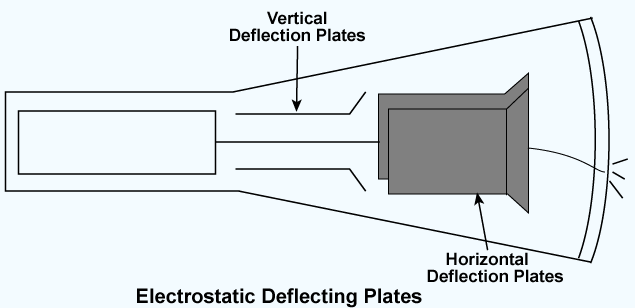 Vertical
Deflection Plates
Horizontal
Deflection Plates
Electrostatic Deflecting Plates